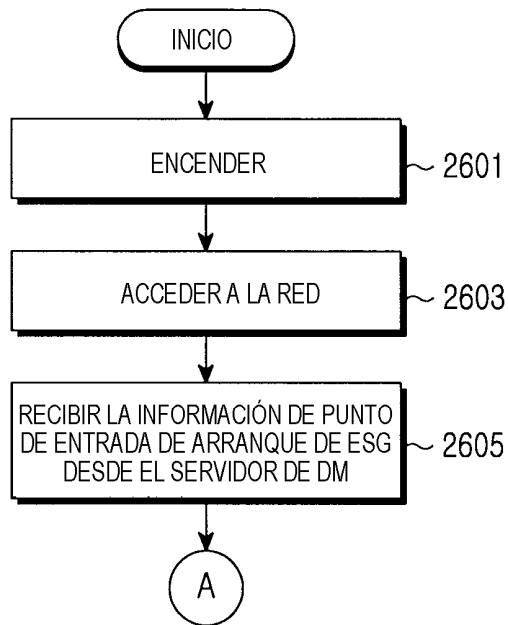 INICIO
ENCENDER
2601
ACCEDER A LA RED
2603
RECIBIR LA INFORMACIÓN DE PUNTO
DE ENTRADA DE ARRANQUE DE ESG
DESDE EL SERVIDOR DE DM
2605
A